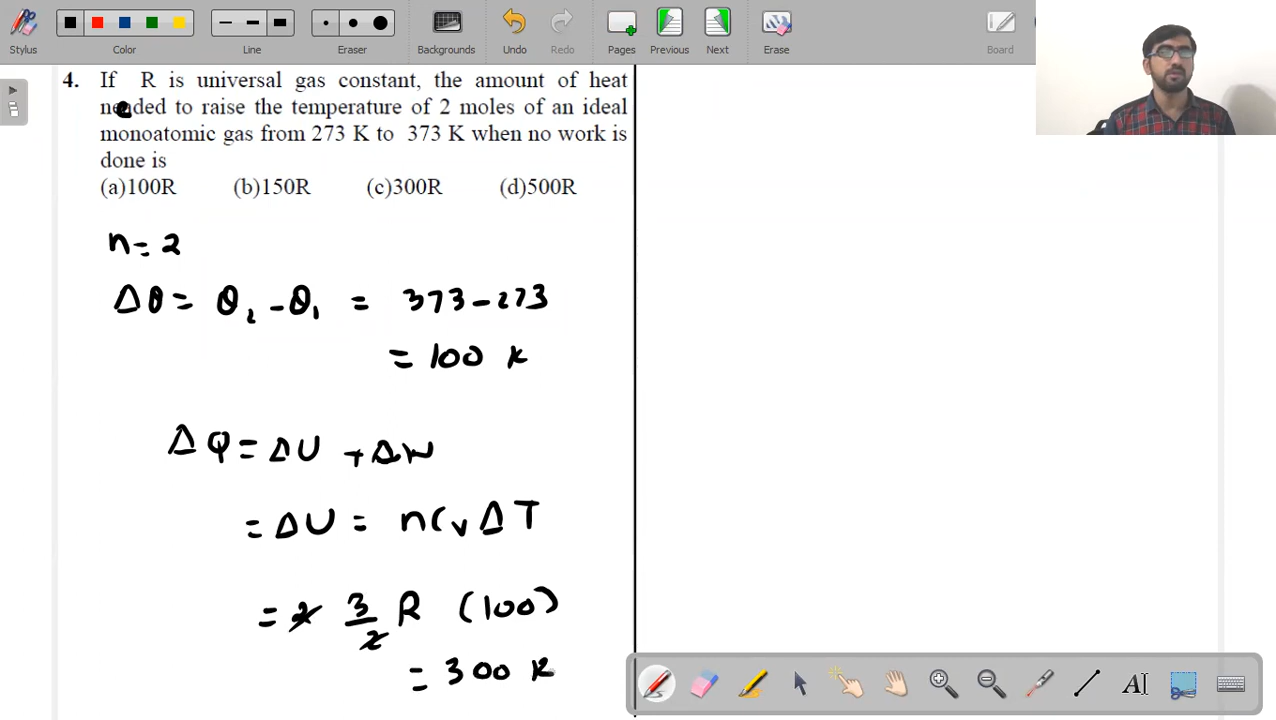 Stylus
Color
Line
Eraser
Backgrounds
Undo
Redo
Pages
Previous
Next
Erase
Board
4. If R is universal gas constant, the amount of heat
needed to raise the temperature of 2 moles of an ideal
monoatomic gas from 273 K to 373 K when no work is
done is
(a)100R (b)150R (c)300R (d)500R
n = 2
Δθ = θ₂ - θ₁ = 373 - 273
= 100 K
ΔQ = ΔU + ΔW
= ΔU = nCvΔT
= 2 3/2 R (100)
= 300 R